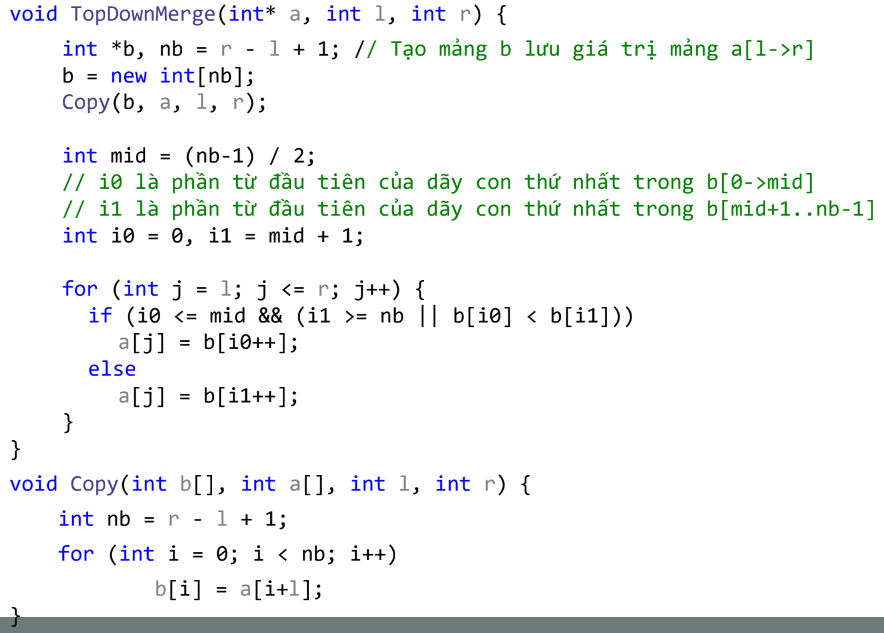 void TopDownMerge(int* a, int l, int r) {
int *b, nb = r - l + 1; // Tạo mảng b lưu giá trị mảng a[l->r]
b = new int[nb];
Copy(b, a, l, r);
int mid = (nb-1) / 2;
// i0 là phần từ đầu tiên của dãy con thứ nhất trong b[0->mid]
// i1 là phần từ đầu tiên của dãy con thứ nhất trong b[mid+1..nb-1]
int i0 = 0, i1 = mid + 1;
for (int j = l; j <= r; j++) {
if (i0 <= mid && (i1 >= nb || b[i0] < b[i1]))
a[j] = b[i0++];
else
a[j] = b[i1++];
}
}
void Copy(int b[], int a[], int l, int r) {
int nb = r - l + 1;
for (int i = 0; i < nb; i++)
b[i] = a[i+l];
}